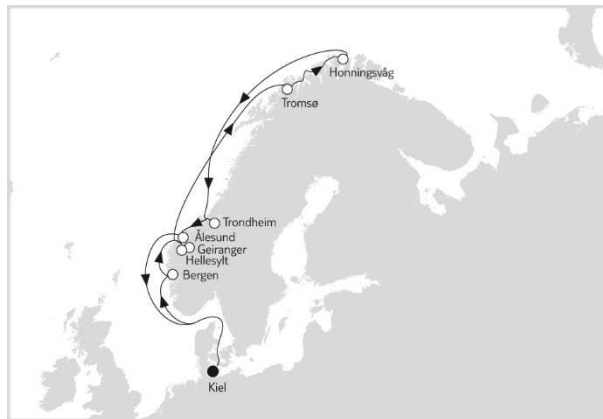 Honningsvåg
Tromsø
Trondheim
Ålesund
Geiranger
Hellesylt
Bergen
Kiel